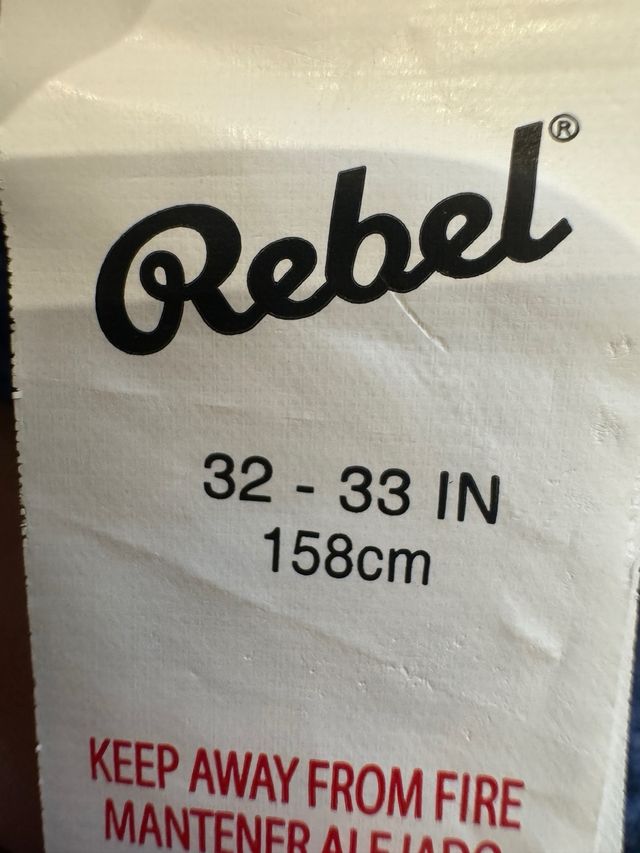 Rebel®
32 - 33 IN
158cm
KEEP AWAY FROM FIRE
MANTENER ALEJADO